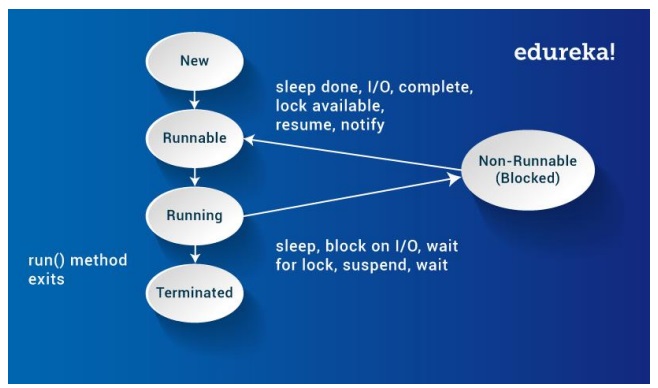 edureka!
New
sleep done, I/O, complete,
lock available,
resume, notify
Runnable
Non-Runnable
(Blocked)
Running
sleep, block on I/O, wait
for lock, suspend, wait
run() method
exits
Terminated